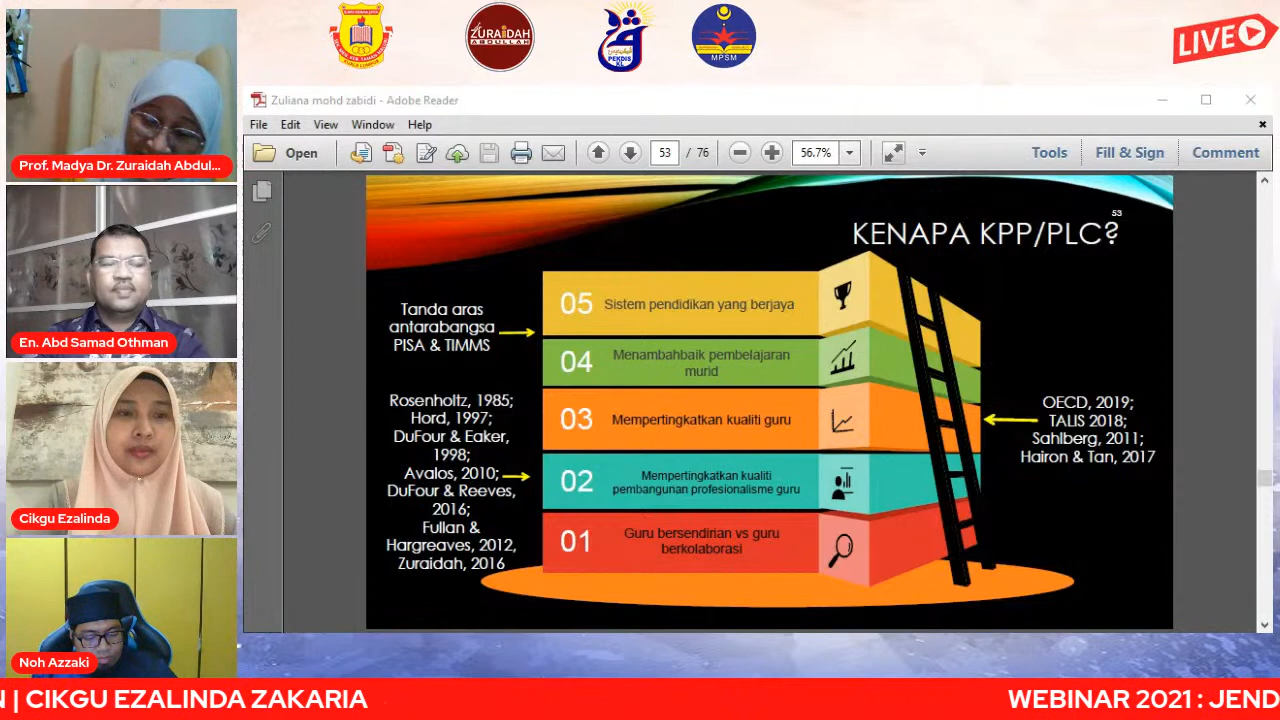 ZURAIDAH
ABDULLAH
PEKDIS
KL
MPSM
LIVE
Prof. Madya Dr. Zuraidah Abdul...
En. Abd Samad Othman
Cikgu Ezalinda
Noh Azzaki
Zuliana mohd zabidi - Adobe Reader
File Edit View Window Help
Open
53 / 76
56.7%
Tools
Fill & Sign
Comment
53
KENAPA KPP/PLC?
Tanda aras
antarabangsa
PISA & TIMMS
Rosenholtz, 1985;
Hord, 1997;
DuFour & Eaker,
1998;
Avalos, 2010;
DuFour & Reeves,
2016;
Fullan &
Hargreaves, 2012,
Zuraidah, 2016
05 Sistem pendidikan yang berjaya
04 Menambahbaik pembelajaran
murid
03 Mempertingkatkan kualiti guru
02 Mempertingkatkan kualiti
pembangunan profesionalisme guru
01 Guru bersendirian vs guru
berkolaborasi
OECD, 2019;
TALIS 2018;
Sahlberg, 2011;
Hairon & Tan, 2017
N | CIKGU EZALINDA ZAKARIA
WEBINAR 2021 : JEND